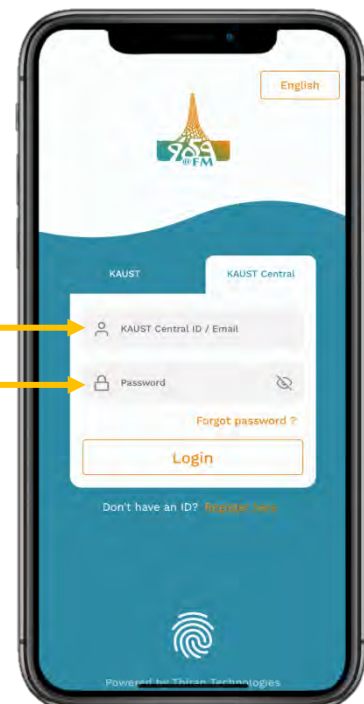 English
959
@FM
KAUST
KAUST Central
KAUST Central ID / Email
Password
Forgot password ?
Login
Don't have an ID? Register here
Powered by Thiran Technologies